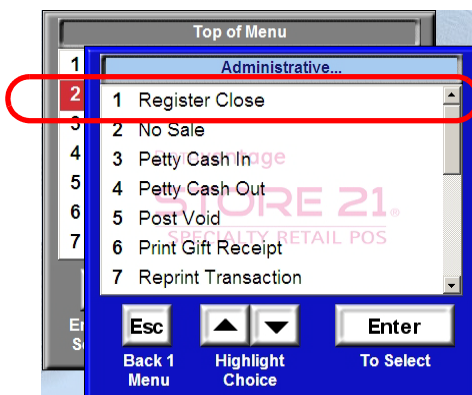 Top of Menu
1
2
3
4
5
6
7
Administrative...
1 Register Close
2 No Sale
3 Petty Cash In
4 Petty Cash Out
5 Post Void
6 Print Gift Receipt
7 Reprint Transaction
STORE 21®
SPECIALTY RETAIL POS
Esc
Enter
Back 1
Menu
Highlight
Choice
To Select